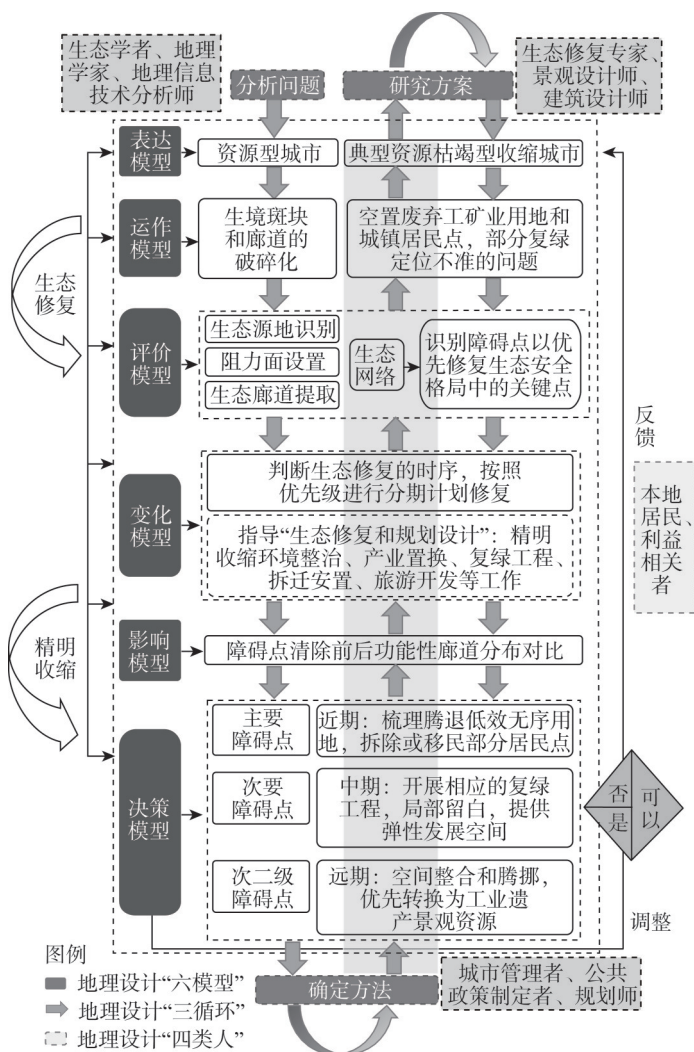 生态学者、地理
学家、地理信息
技术分析师
分析问题
研究方案
生态修复专家、
景观设计师、
建筑设计师
表达
模型
资源型城市
典型资源枯竭型收缩城市
运作
模型
生境斑块
和廊道的
破碎化
空置废弃工矿业用地和
城镇居民点，部分复绿
定位不准的问题
生态
修复
评价
模型
生态源地识别
阻力面设置
生态廊道提取
生态
网络
识别障碍点以优
先修复生态安全
格局中的关键点
反
馈
变化
模型
判断生态修复的时序，按照
优先级进行分期计划修复
指导“生态修复和规划设计”：精明
收缩环境整治、产业置换、复绿工程、
拆迁安置、旅游开发等工作
本地
居民、
利益
相关
者
精明
收缩
影响
模型
障碍点清除前后功能性廊道分布对比
决策
模型
主要
障碍点
近期：梳理腾退低效无序用
地，拆除或移民部分居民点
次要
障碍点
中期：开展相应的复绿
工程，局部留白，提供
弹性发展空间
次二级
障碍点
远期：空间整合和腾挪，
优先转换为工业遗
产景观资源
否
可
是
以
调整
图例
地理设计“六模型”
地理设计“三循环”
地理设计“四类人”
确定方法
城市管理者、公共
政策制定者、规划师